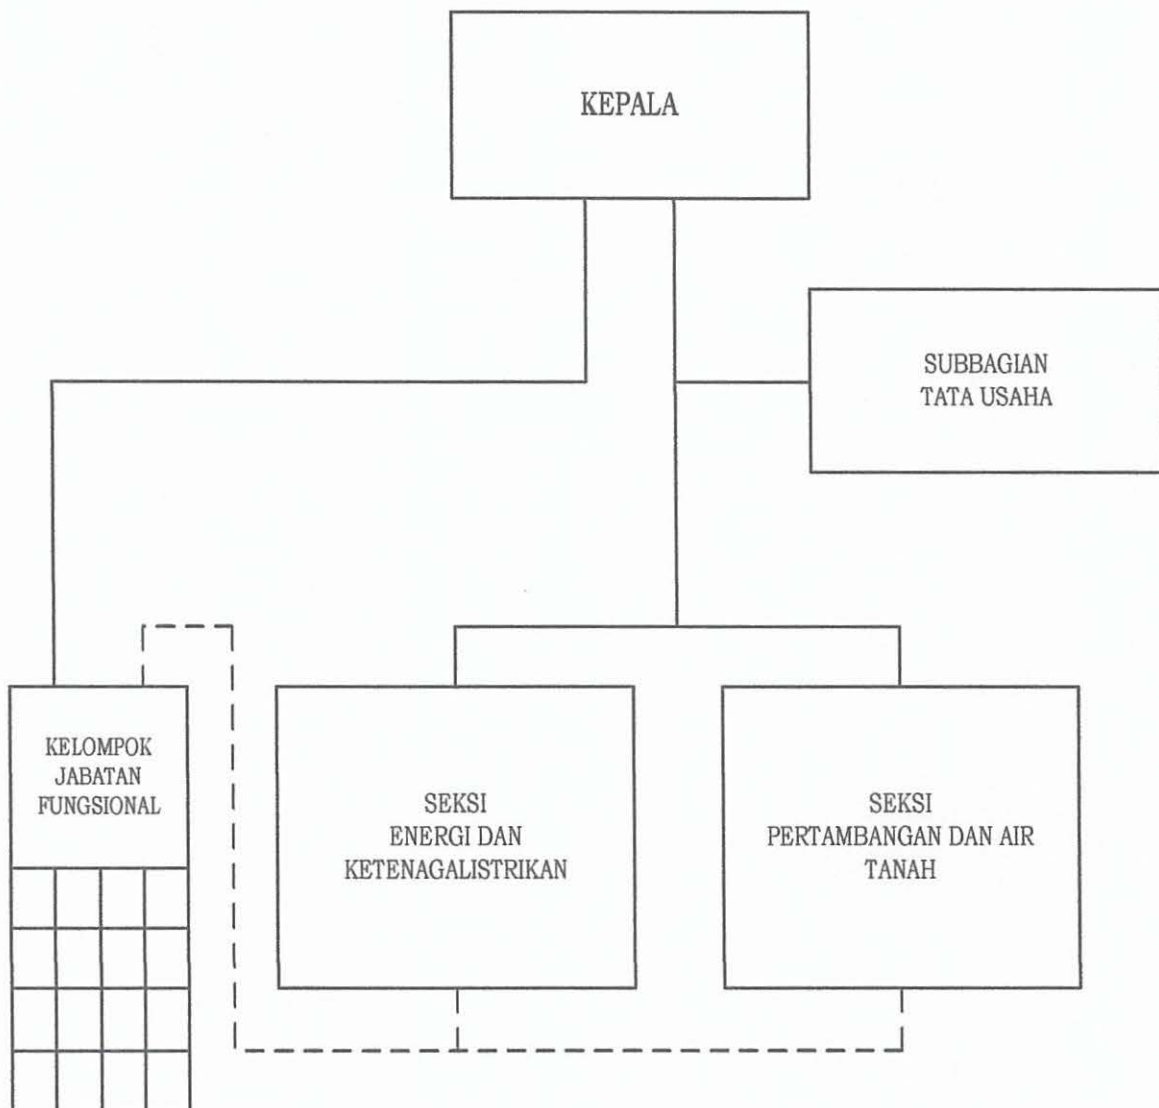 KEPALA
SUBBAGIAN
TATA USAHA
KELOMPOK
JABATAN
FUNGSIONAL
SEKSI
ENERGI DAN
KETENAGALISTRIKAN
SEKSI
PERTAMBANGAN DAN AIR
TANAH